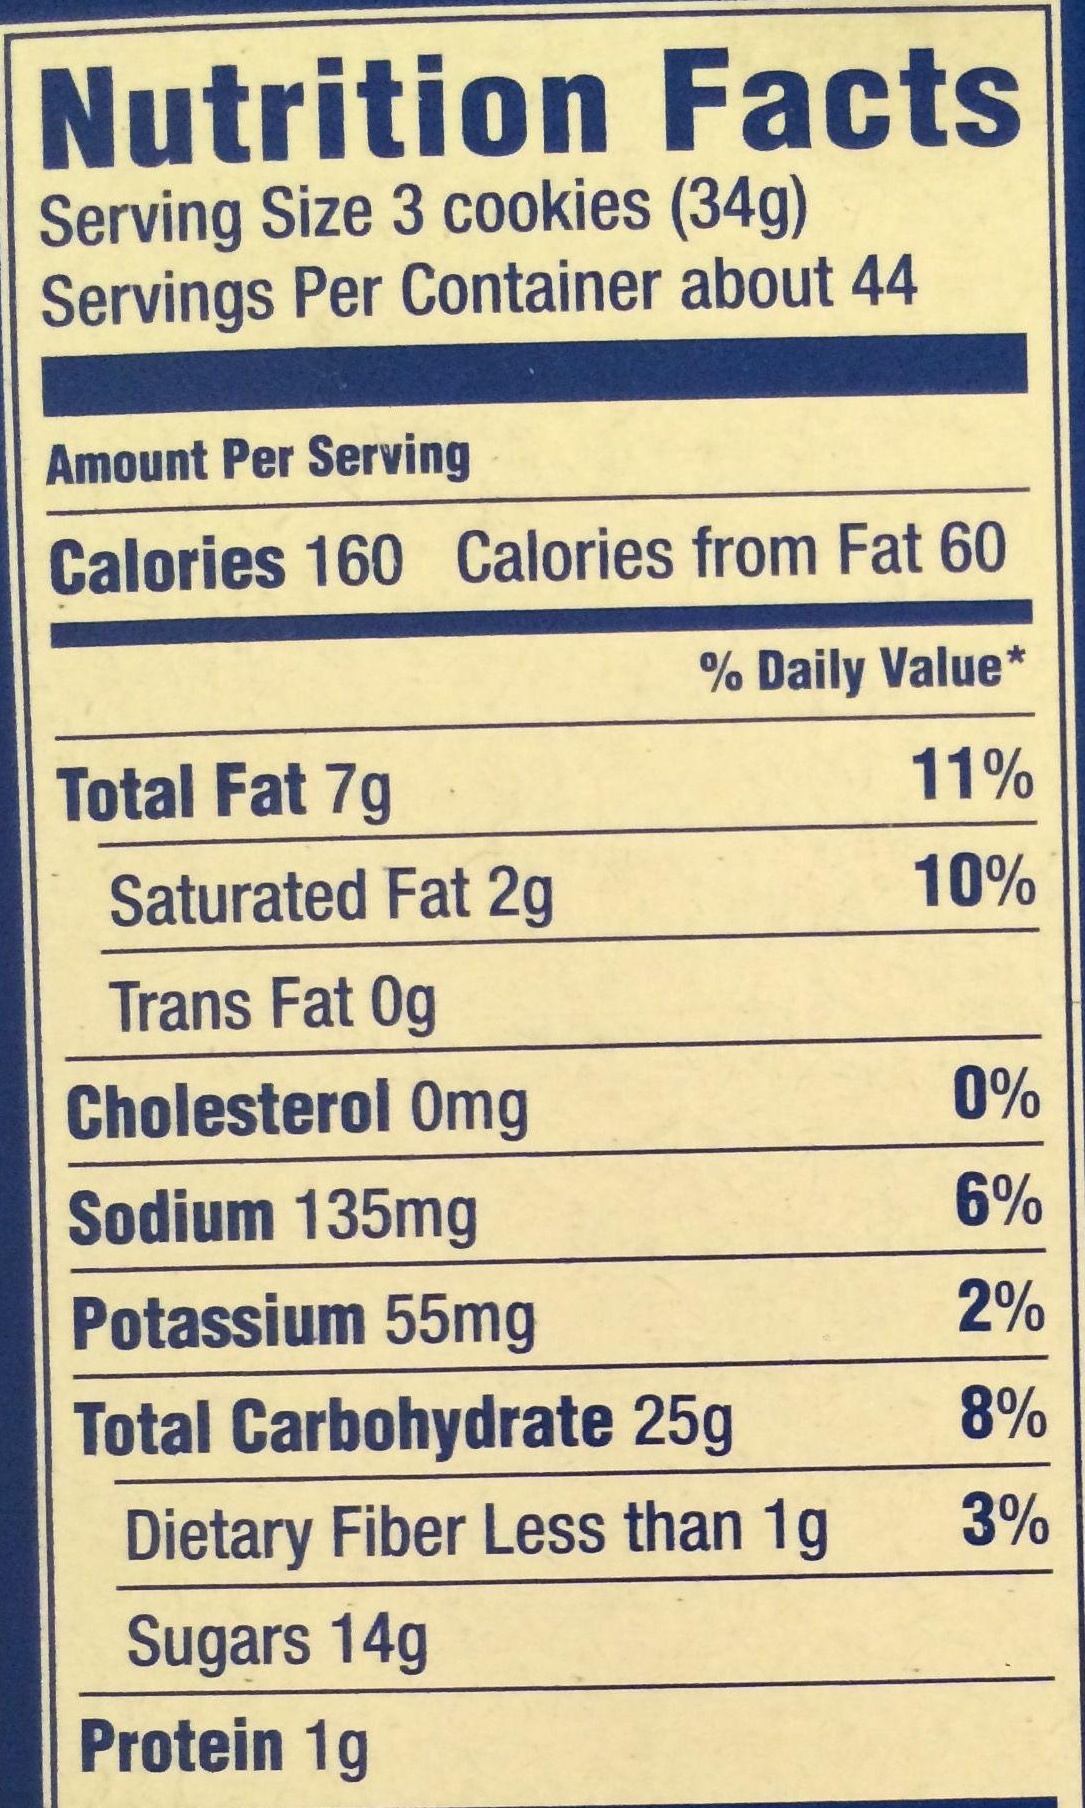 Nutrition Facts
Serving Size 3 cookies (34g)
Servings Per Container about 44
Amount Per Serving
Calories 160 Calories from Fat 60
% Daily Value*
Total Fat 7g 11%
Saturated Fat 2g 10%
Trans Fat 0g
Cholesterol 0mg 0%
Sodium 135mg 6%
Potassium 55mg 2%
Total Carbohydrate 25g 8%
Dietary Fiber Less than 1g 3%
Sugars 14g
Protein 1g